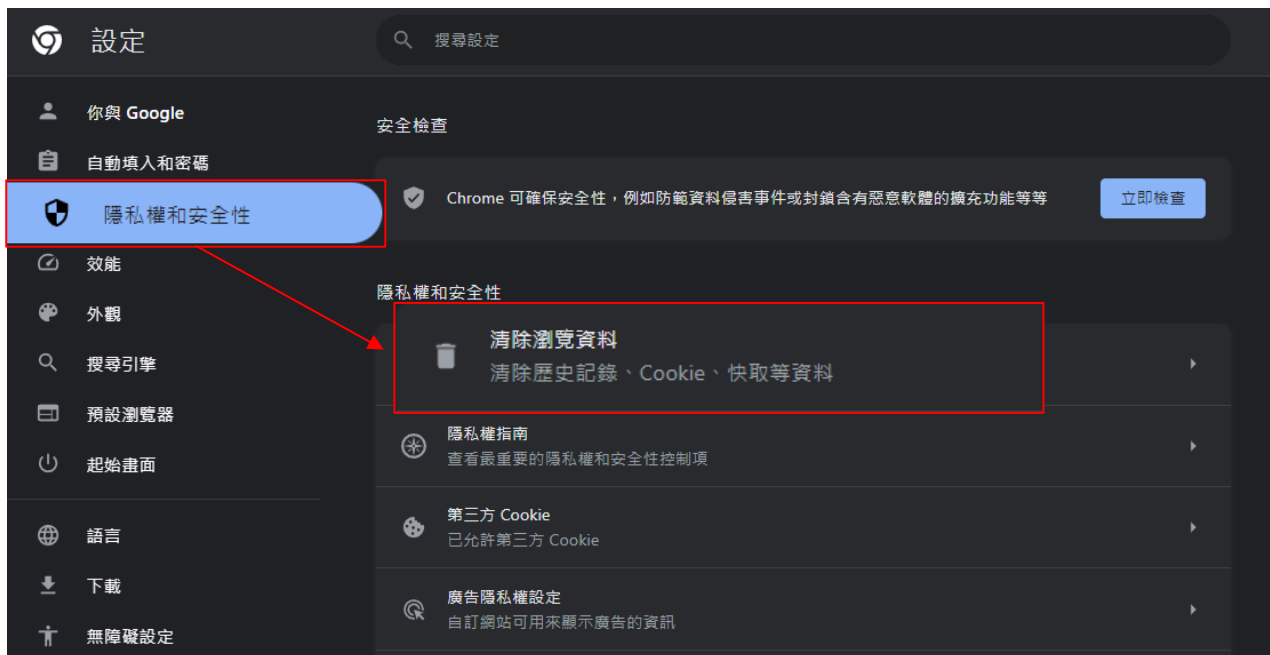 設定
搜尋設定
你與 Google
自動填入和密碼
隱私權和安全性
效能
外觀
搜尋引擎
預設瀏覽器
起始畫面
語言
下載
無障礙設定
安全檢查
Chrome 可確保安全性，例如防範資料侵害事件或封鎖含有惡意軟體的擴充功能等等
立即檢查
隱私權和安全性
清除瀏覽資料
清除歷史記錄、Cookie、快取等資料
隱私權指南
查看最重要的隱私權和安全性控制項
第三方 Cookie
已允許第三方 Cookie
廣告隱私權設定
自訂網站可用來顯示廣告的資訊